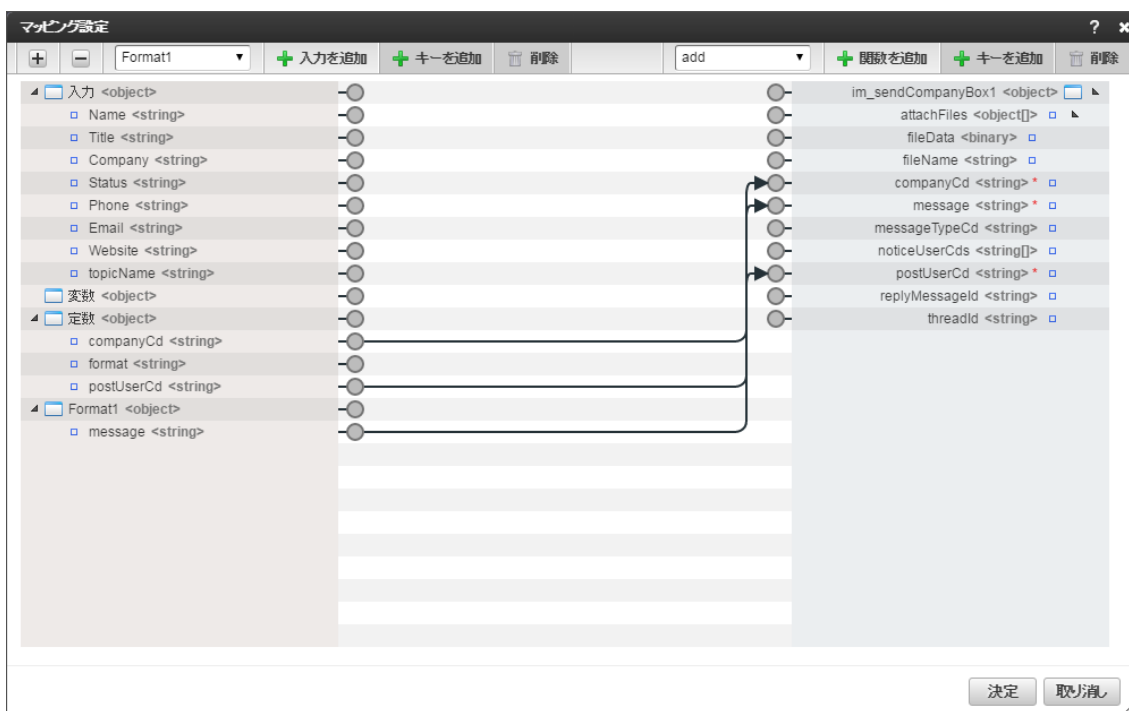 マッピング設定
?
Format1
入力を追加
キーを追加
削除
add
関数を追加
キーを追加
削除
入力 <object>
Name <string>
Title <string>
Company <string>
Status <string>
Phone <string>
Email <string>
Website <string>
topicName <string>
変数 <object>
定数 <object>
companyCd <string>
format <string>
postUserCd <string>
Format1 <object>
message <string>
im_sendCompanyBox1 <object>
attachFiles <object[]>
fileData <binary>
fileName <string>
companyCd <string> *
message <string> *
messageTypeCd <string>
noticeUserCds <string[]>
postUserCd <string> *
replyMessageId <string>
threadId <string>
決定
取り消し